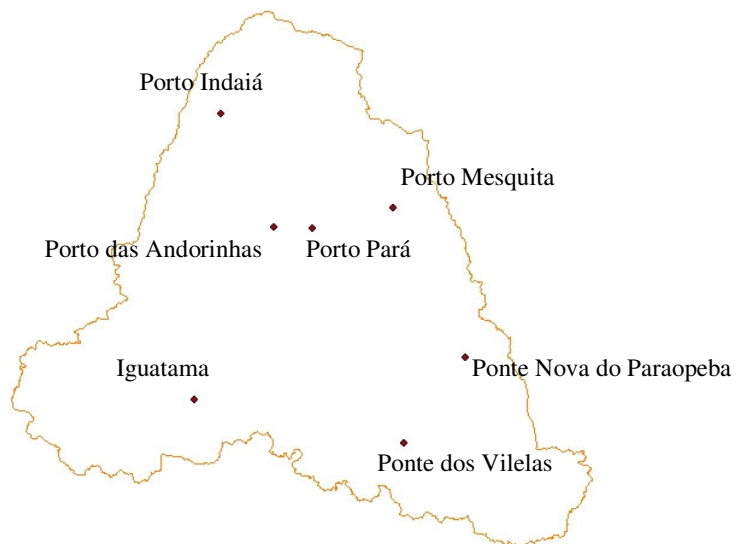 Porto Indaiá
Porto Mesquita
Porto das Andorinhas
Porto Pará
Iguatama
Ponte Nova do Paraopeba
Ponte dos Vilelas